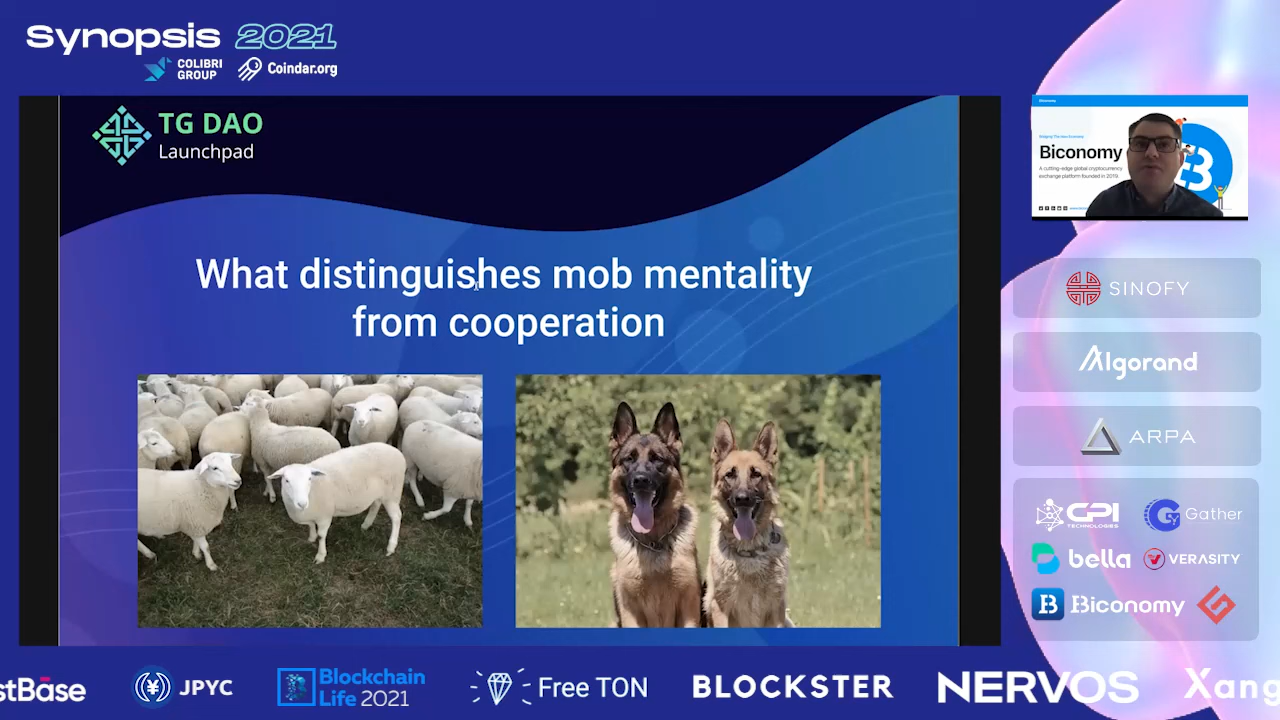 Synopsis 2021
COLIBRI
GROUP
Coindar.org
TG DAO
Launchpad
What distinguishes mob mentality
from cooperation
Biconomy
Bridging The New Economy
Biconomy
A cutting-edge global cryptocurrency
exchange platform founded in 2019.
SINOFY
Algorand
ARPA
CPI
TECHNOLOGIES
Gather
bella
VERASITY
Biconomy
stBase
JPYC
Blockchain
Life 2021
Free TON
BLOCKSTER
NERVOS
Xang